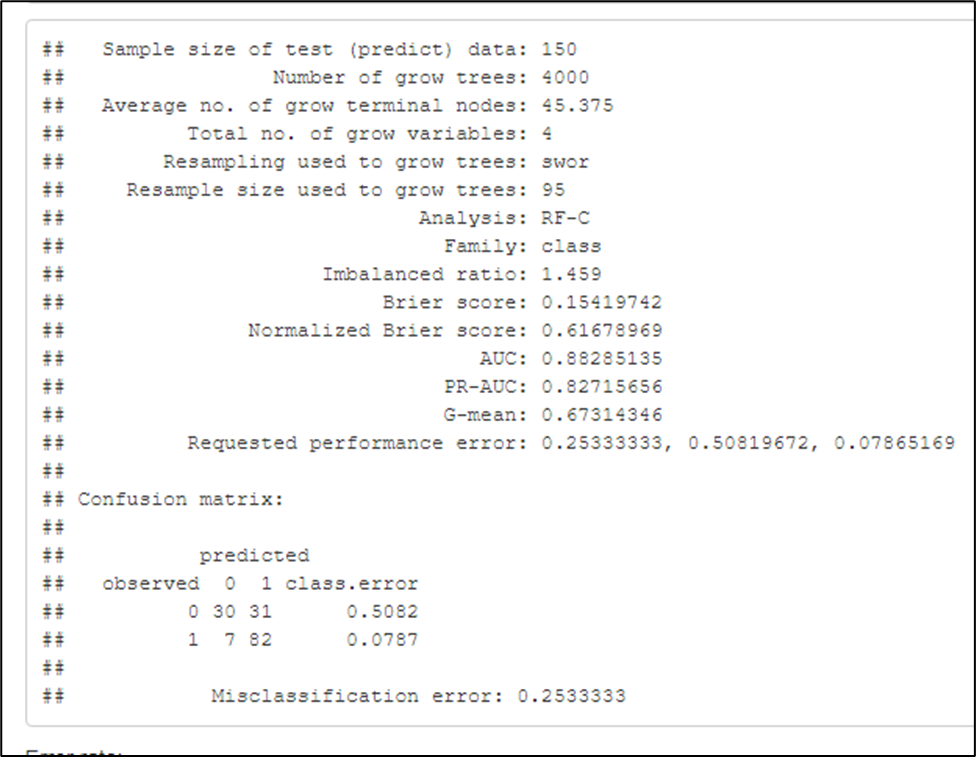 ##   Sample size of test (predict) data: 150
##                 Number of grow trees: 4000
##   Average no. of grow terminal nodes: 45.375
##          Total no. of grow variables: 4
##        Resampling used to grow trees: swor
##     Resample size used to grow trees: 95
##                             Analysis: RF-C
##                               Family: class
##                     Imbalanced ratio: 1.459
##                          Brier score: 0.15419742
##               Normalized Brier score: 0.61678969
##                                  AUC: 0.88285135
##                               PR-AUC: 0.82715656
##                               G-mean: 0.67314346
##          Requested performance error: 0.25333333, 0.50819672, 0.07865169
##
## Confusion matrix:
##
##           predicted
##   observed  0  1 class.error
##          0 30 31      0.5082
##          1  7 82      0.0787
##
##            Misclassification error: 0.2533333